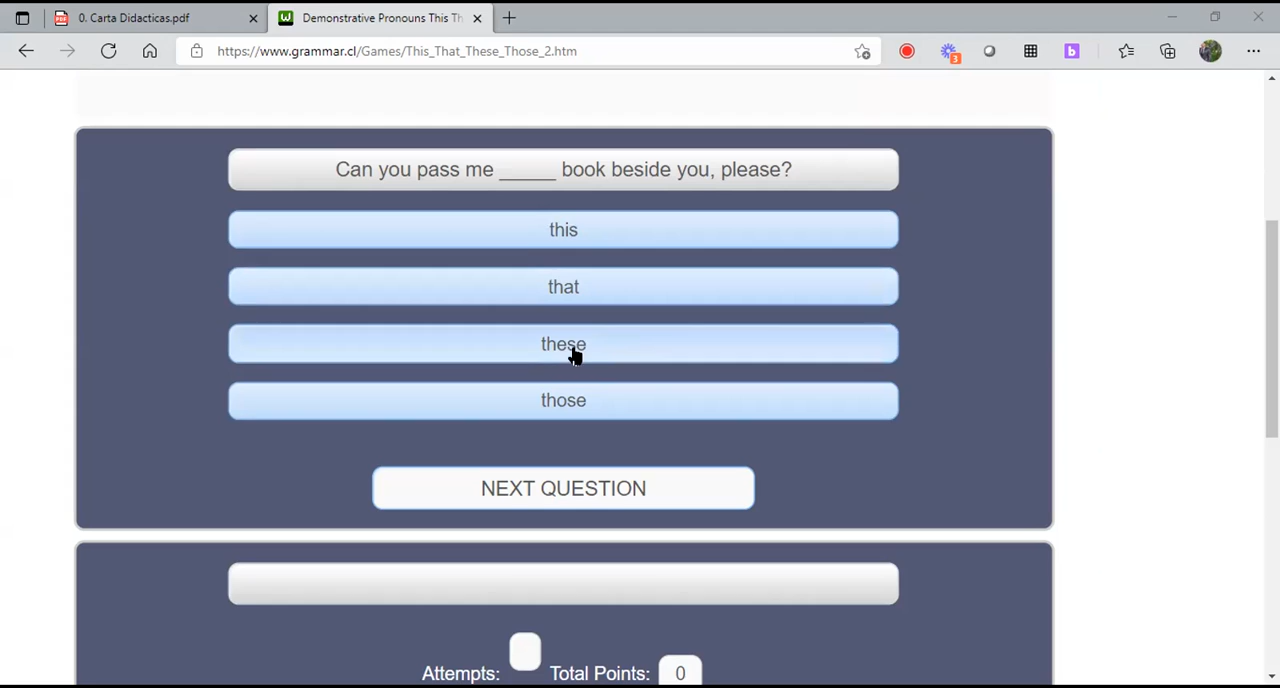 0. Carta Didacticas.pdf
Demonstrative Pronouns This Th
https://www.grammar.cl/Games/This_That_These_Those_2.htm
3
b
Can you pass me _____ book beside you, please?
this
that
these
those
NEXT QUESTION
Attempts:
Total Points: 0